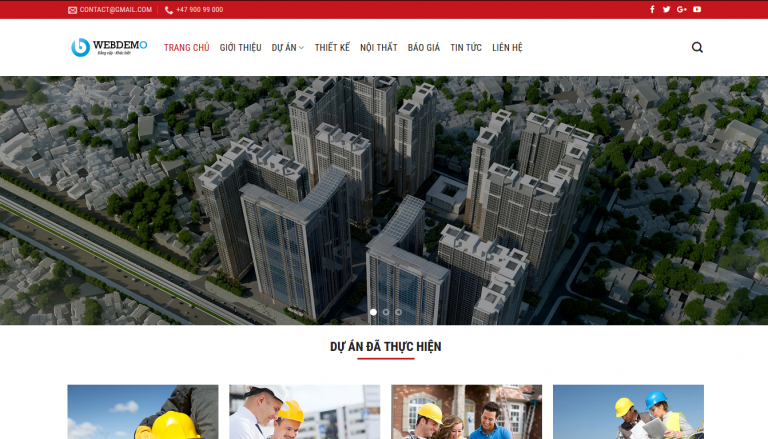 CONTACT@GMAIL.COM +47 900 99 000
WEBDEMO
Đẳng cấp - Khác biệt
TRANG CHỦ GIỚI THIỆU DỰ ÁN THIẾT KẾ NỘI THẤT BÁO GIÁ TIN TỨC LIÊN HỆ
DỰ ÁN ĐÃ THỰC HIỆN